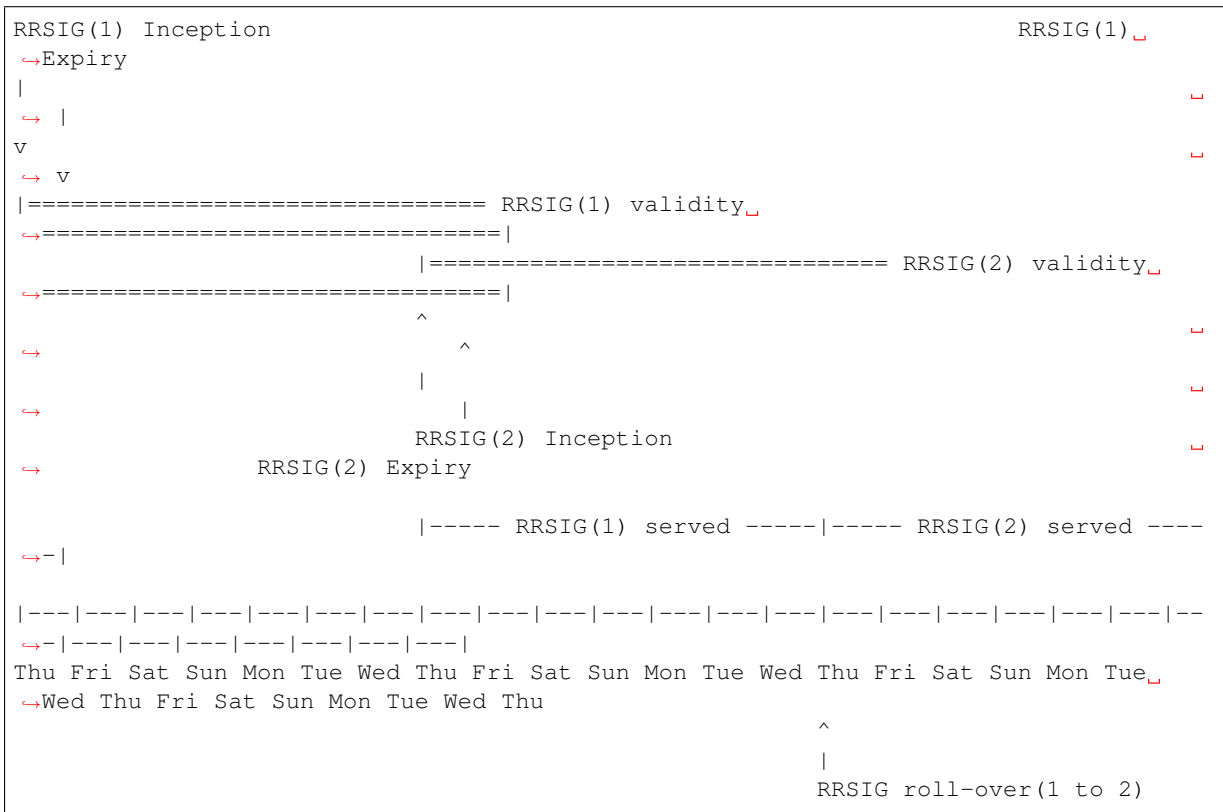 RRSIG(1) Inception                                                    RRSIG(1)␣
↪Expiry
|                                                                                  ␣
↪ |
v                                                                                  ␣
↪ v
|================================ RRSIG(1) validity␣
↪================================|
                            |================================ RRSIG(2) validity␣
↪================================|
                            ^                                                      ␣
↪                              ^
                            |                                                      ␣
↪                              |
                            RRSIG(2) Inception                                     ␣
↪                RRSIG(2) Expiry
                            |----- RRSIG(1) served -----|----- RRSIG(2) served ----
↪-|
|---|---|---|---|---|---|---|---|---|---|---|---|---|---|---|---|---|---|---|---|--
↪-|---|---|---|---|---|---|---|
Thu Fri Sat Sun Mon Tue Wed Thu Fri Sat Sun Mon Tue Wed Thu Fri Sat Sun Mon Tue␣
↪Wed Thu Fri Sat Sun Mon Tue Wed Thu
                                                        ^
                                                        |
                                                        RRSIG roll-over(1 to 2)